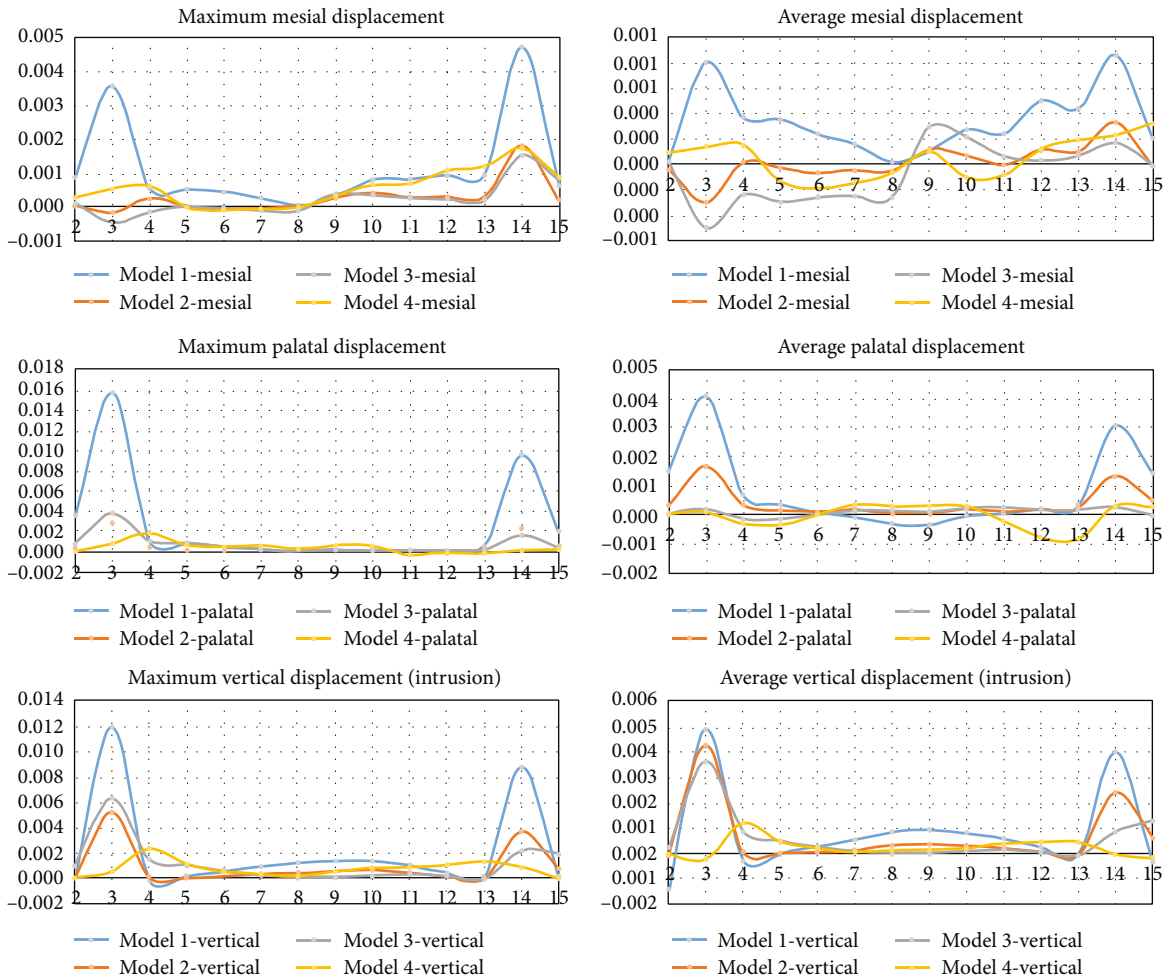 Maximum mesial displacement
0.005
0.004
0.003
0.002
0.001
0.000
–0.001
2 3 4 5 6 7 8 9 10 11 12 13 14 15
Model 1-mesial
Model 3-mesial
Model 2-mesial
Model 4-mesial
Average mesial displacement
0.001
0.001
0.001
0.000
0.000
0.000
0.000
0.000
–0.001
2 3 4 5 6 7 8 9 10 11 12 13 14 15
Model 1-mesial
Model 3-mesial
Model 2-mesial
Model 4-mesial
Maximum palatal displacement
0.018
0.016
0.014
0.012
0.010
0.008
0.006
0.004
0.002
0.000
–0.002
2 3 4 5 6 7 8 9 10 11 12 13 14 15
Model 1-palatal
Model 3-palatal
Model 2-palatal
Model 4-palatal
Average palatal displacement
0.005
0.004
0.003
0.002
0.001
0.000
–0.001
–0.002
2 3 4 5 6 7 8 9 10 11 12 13 14 15
Model 1-palatal
Model 3-palatal
Model 2-palatal
Model 4-palatal
Maximum vertical displacement (intrusion)
0.014
0.012
0.010
0.008
0.006
0.004
0.002
0.000
–0.002
2 3 4 5 6 7 8 9 10 11 12 13 14 15
Model 1-vertical
Model 3-vertical
Model 2-vertical
Model 4-vertical
Average vertical displacement (intrusion)
0.006
0.005
0.004
0.003
0.002
0.001
0.002
0.001
–0.002
2 3 4 5 6 7 8 9 10 11 12 13 14 15
Model 1-vertical
Model 3-vertical
Model 2-vertical
Model 4-vertical